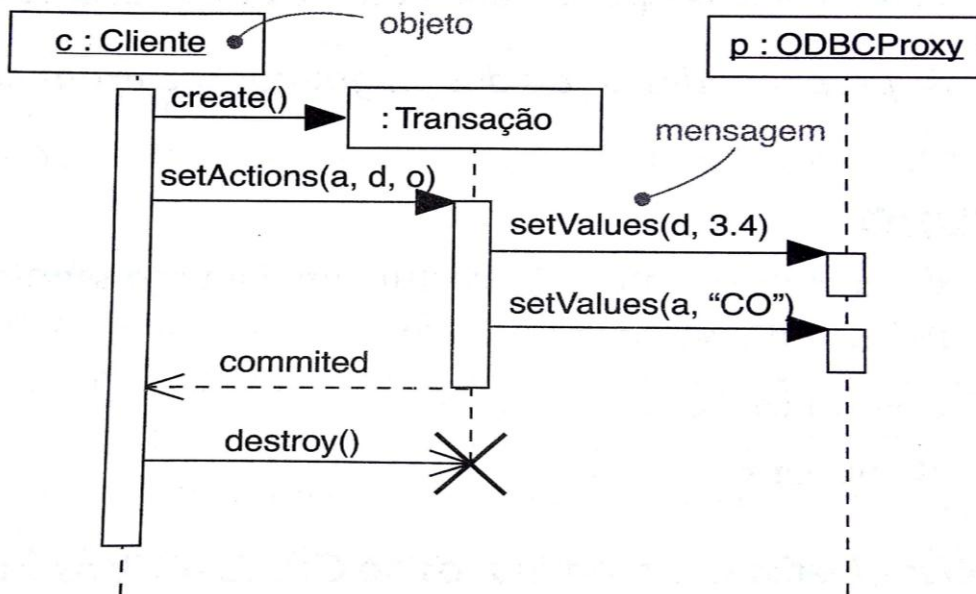 objeto
c : Cliente
p : ODBCProxy
create()
: Transação
mensagem
setActions(a, d, o)
setValues(d, 3.4)
setValues(a, “CO”)
commited
destroy()